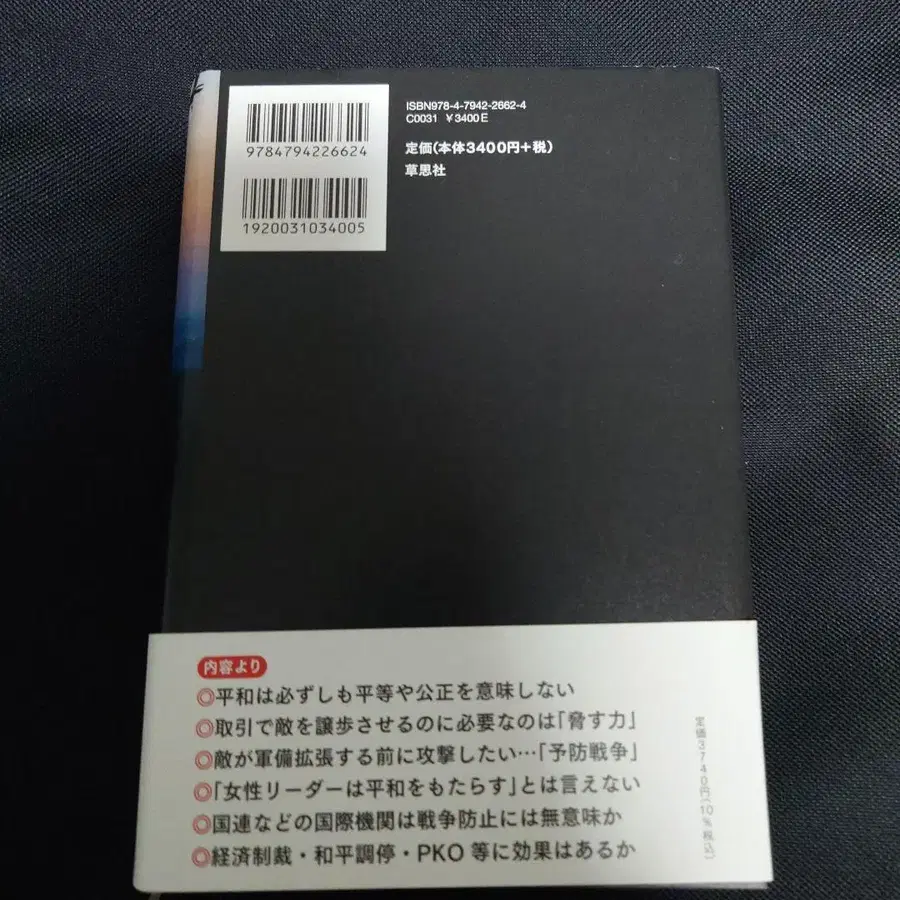 ISBN978-4-7942-2662-4
C0031 ¥3400E
定価(本体3400円+税)
草思社
9784794226624
1920031034005
内容より
◎平和は必ずしも平等や公正を意味しない
◎取引で敵を譲歩させるのに必要なのは「脅す力」
◎敵が軍備拡張する前に攻撃したい…「予防戦争」
◎「女性リーダーは平和をもたらす」とは言えない
◎国連などの国際機関は戦争防止には無意味か
◎経済制裁・和平調停・PKO等に効果はあるか
定価3740円(10%税込)